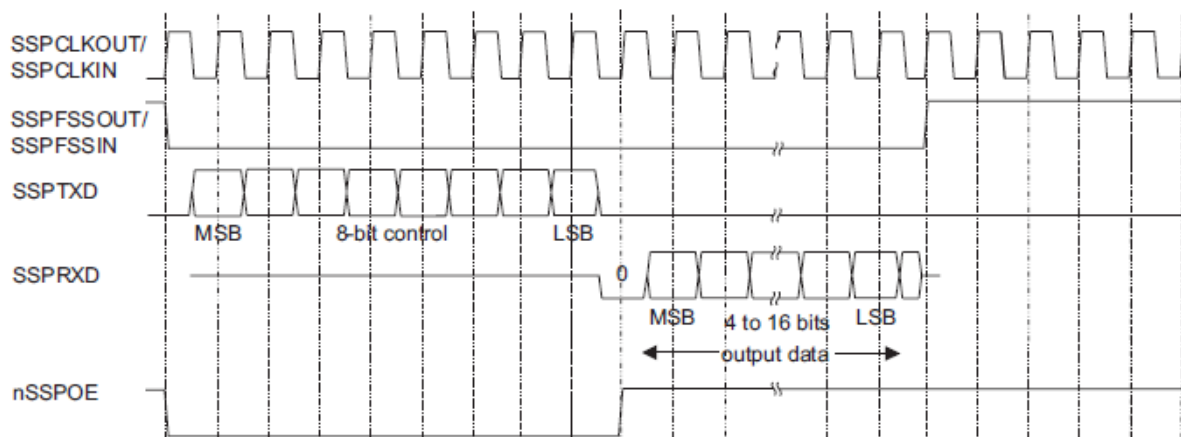 SSPCLKOUT/
SSPCLKIN
SSPFSSOUT/
SSPFSSIN
SSPTXD
MSB 8-bit control LSB
SSPRXD
0
MSB 4 to 16 bits LSB
output data
nSSPOE